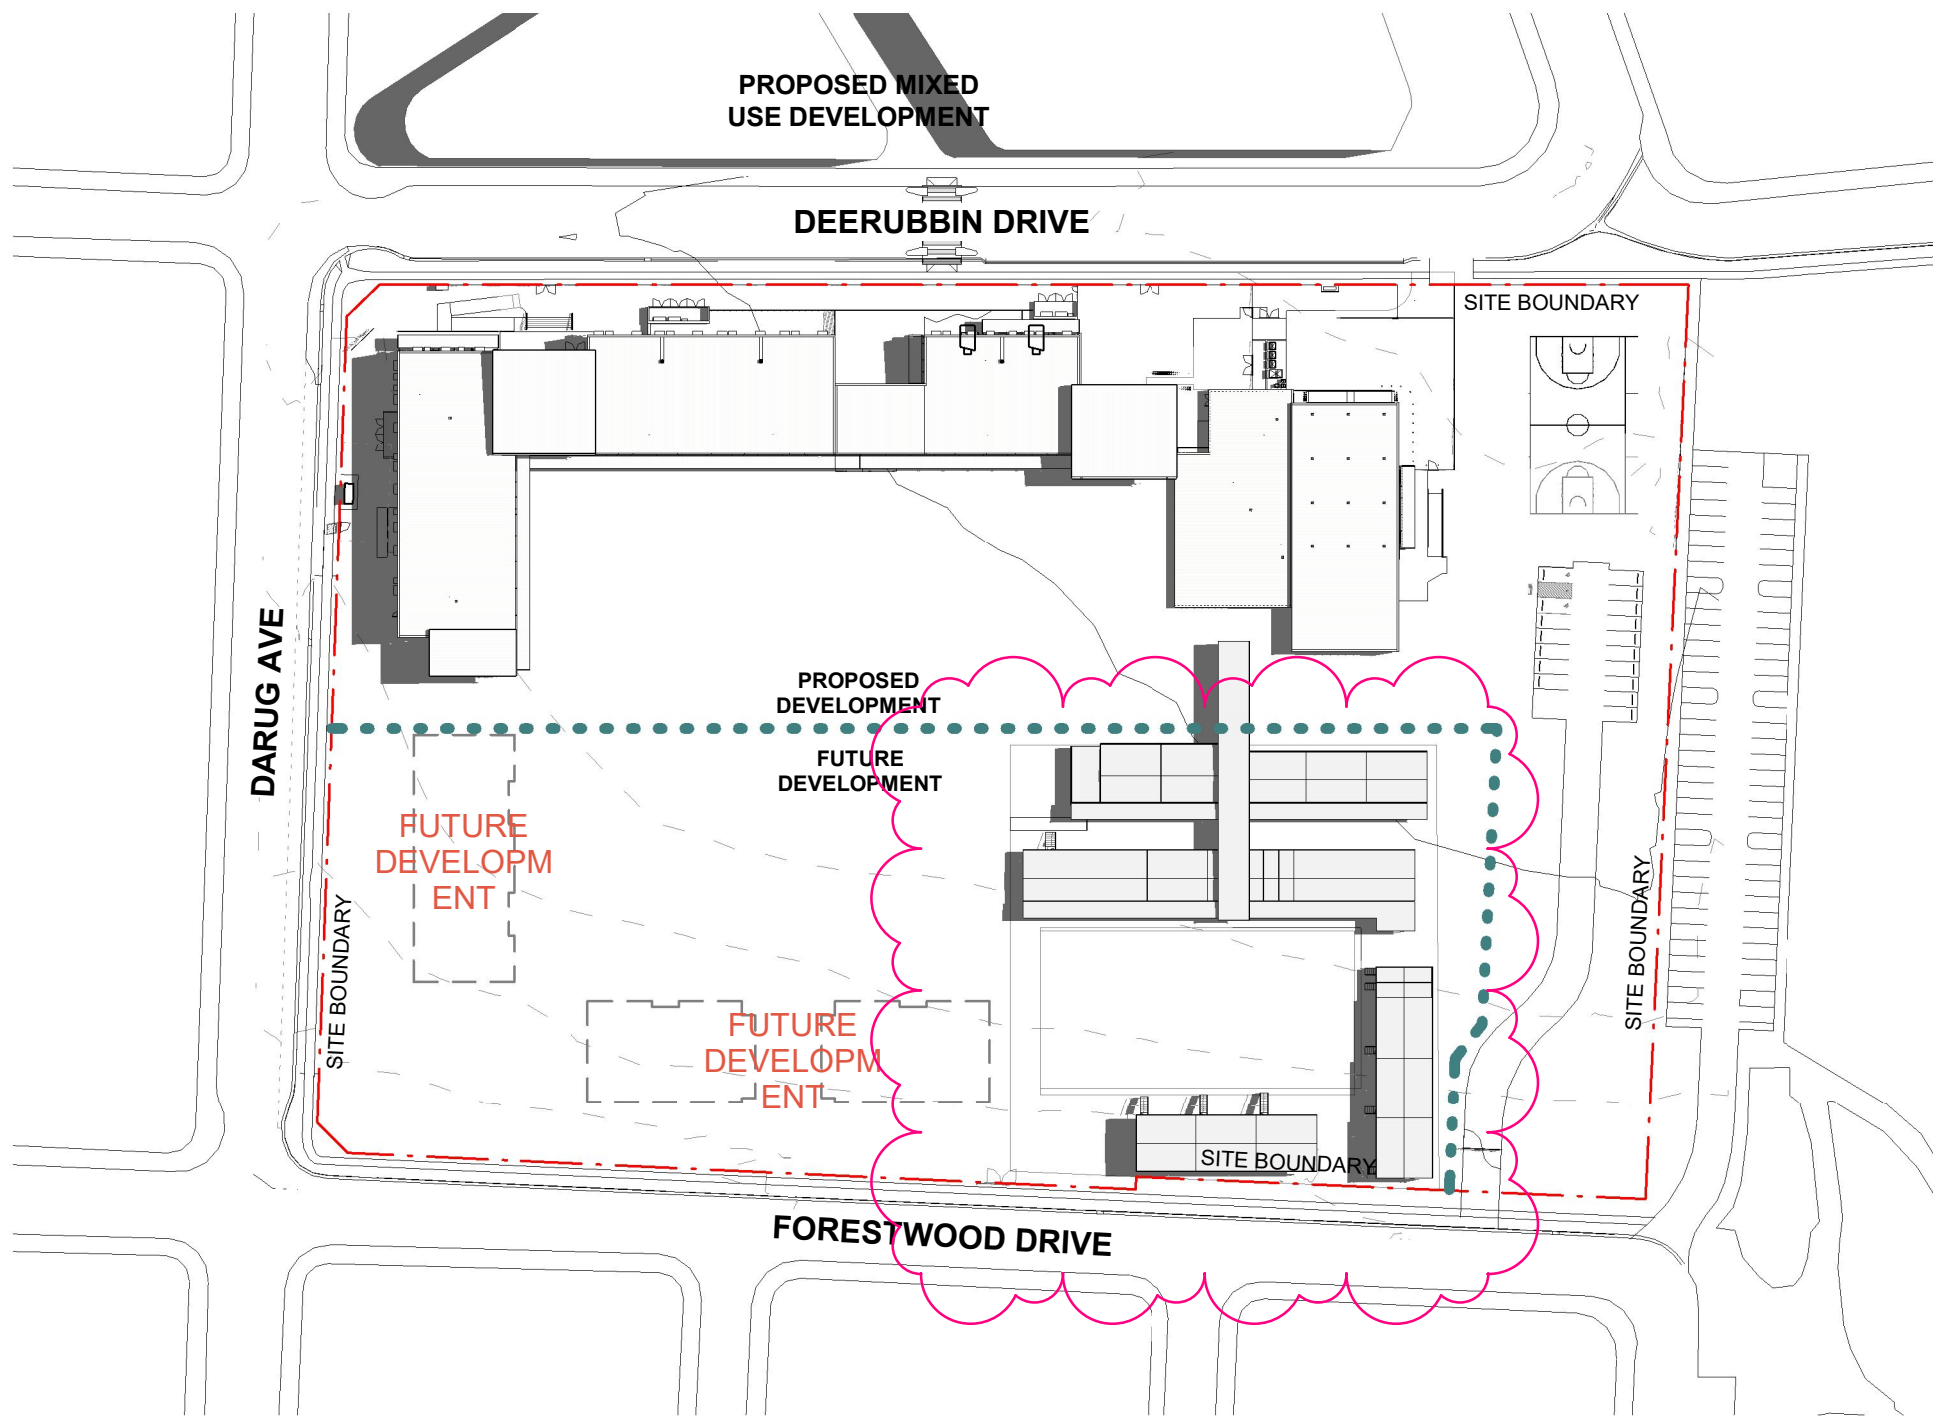 PROPOSED MIXED
USE DEVELOPMENT
DEERUBBIN DRIVE
SITE BOUNDARY
DARUG AVE
PROPOSED
DEVELOPMENT
FUTURE
DEVELOPMENT
FUTURE
DEVELOPM
ENT
SITE BOUNDARY
SITE BOUNDARY
FUTURE
DEVELOPM
ENT
SITE BOUNDARY
FORESTWOOD DRIVE